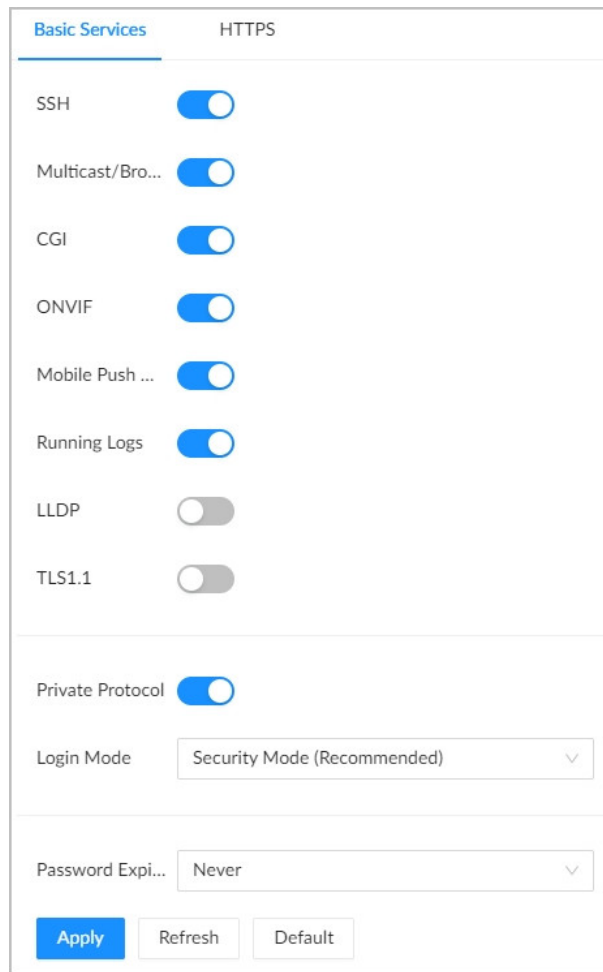 Basic Services HTTPS
SSH
Multicast/Bro...
CGI
ONVIF
Mobile Push ...
Running Logs
LLDP
TLS1.1
Private Protocol
Login Mode Security Mode (Recommended)
Password Expi... Never
Apply Refresh Default